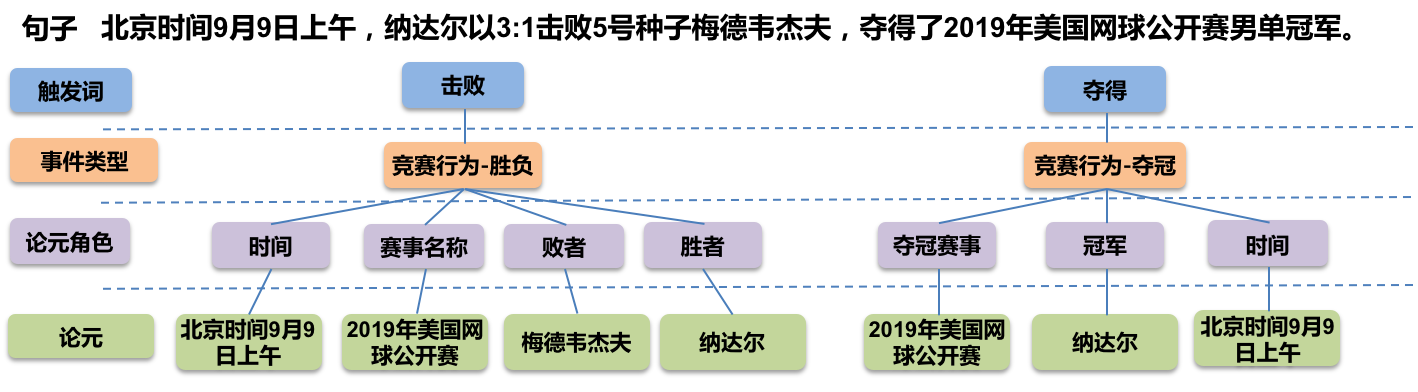 句子 北京时间9月9日上午，纳达尔以3:1击败5号种子梅德韦杰夫，夺得了2019年美国网球公开赛男单冠军。
触发词 击败 夺得
事件类型 竞赛行为-胜负 竞赛行为-夺冠
论元角色 时间 赛事名称 败者 胜者 夺冠赛事 冠军 时间
论元
北京时间9月9
日上午
2019年美国网
球公开赛
梅德韦杰夫
纳达尔
2019年美国网
球公开赛
纳达尔
北京时间9月9
日上午